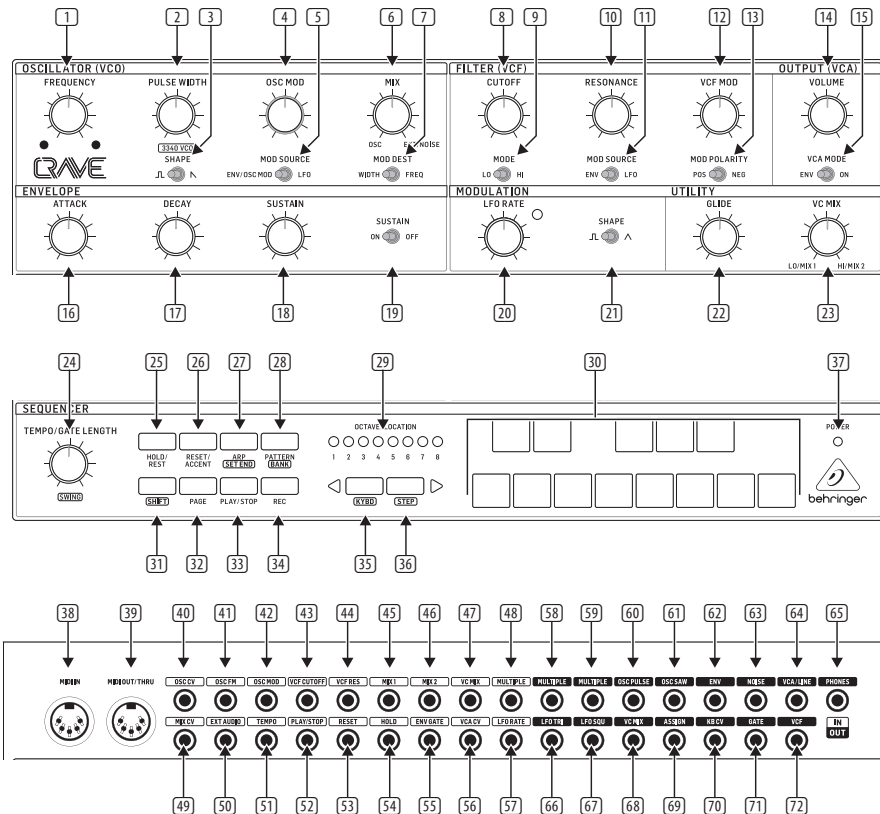 1 2 3 4 5 6 7 8 9 10 11 12 13 14 15
OSCILLATOR (VCO) FILTER (VCF) OUTPUT (VCA)
FREQUENCY PULSE WIDTH OSC MOD MIX CUTOFF RESONANCE VCF MOD VOLUME
3340 VCO OSC EXT/NOISE
CRAVE SHAPE MOD SOURCE MOD DEST MODE MOD SOURCE MOD POLARITY VCA MODE
ENV/OSC MOD LFO WIDTH FREQ LO HI ENV LFO POS NEG ENV ON
ENVELOPE MODULATION UTILITY
ATTACK DECAY SUSTAIN SUSTAIN LFO RATE SHAPE GLIDE VC MIX
ON OFF
LO/MIX 1 HI/MIX 2
16 17 18 19 20 21 22 23
24 25 26 27 28 29 30 37
SEQUENCER
TEMPO/GATE LENGTH OCTAVE LOCATION POWER
HOLD/ RESET/ ARP PATTERN 1 2 3 4 5 6 7 8
REST ACCENT SET END BANK
SWING SHIFT PAGE PLAY/STOP REC KYBD STEP behringer
31 32 33 34 35 36
38 39 40 41 42 43 44 45 46 47 48 58 59 60 61 62 63 64 65
MIDI IN MIDI OUT/THRU OSC CV OSC FM OSC MOD VCF CUTOFF VCF RES MIX 1 MIX 2 VC MIX MULTIPLE MULTIPLE MULTIPLE OSC PULSE OSC SAW ENV NOISE VCA/LINE PHONES
MIX CV EXT AUDIO TEMPO PLAY/STOP RESET HOLD ENV GATE VCA CV LFO RATE LFO TRI LFO SQU VC MIX ASSIGN KB CV GATE VCF IN
OUT
49 50 51 52 53 54 55 56 57 66 67 68 69 70 71 72